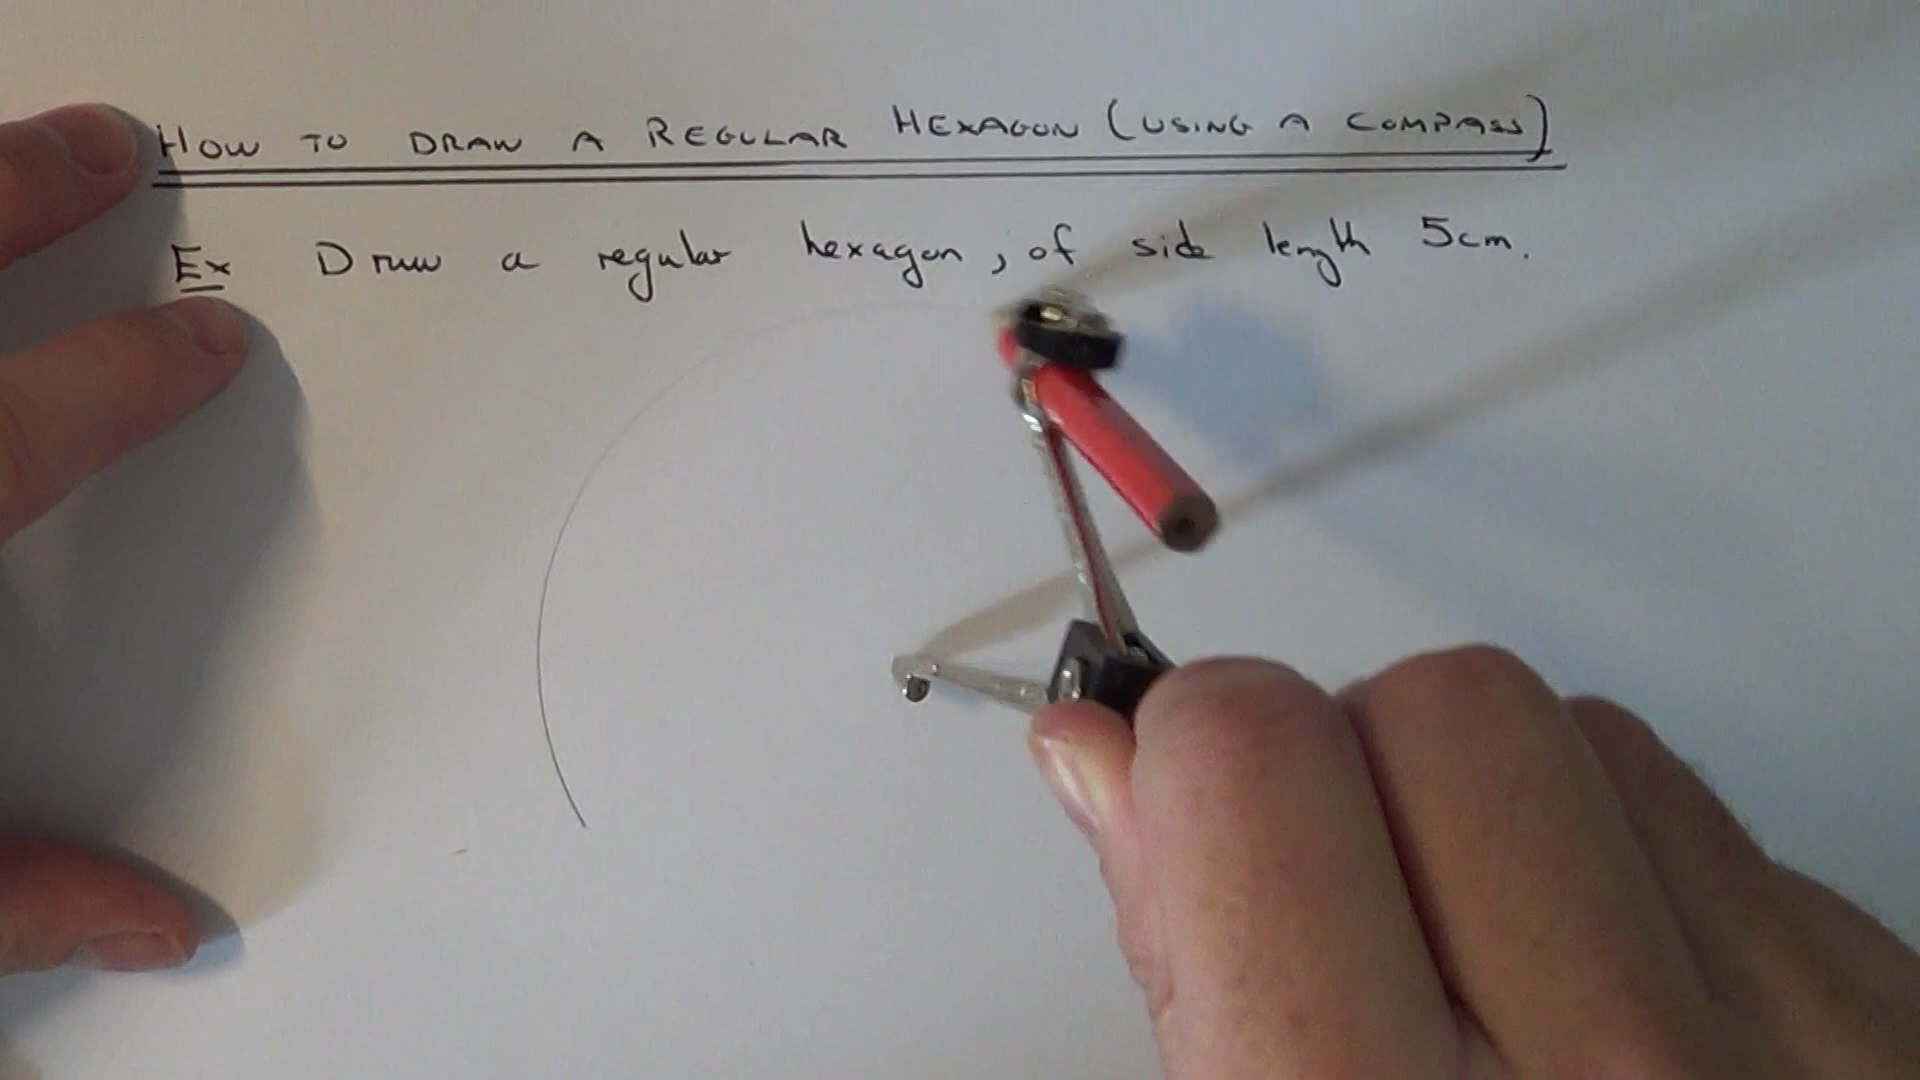 HOW TO DRAW A REGULAR HEXAGON (USING A COMPASS)
Ex Draw a regular hexagon, of side length 5cm.